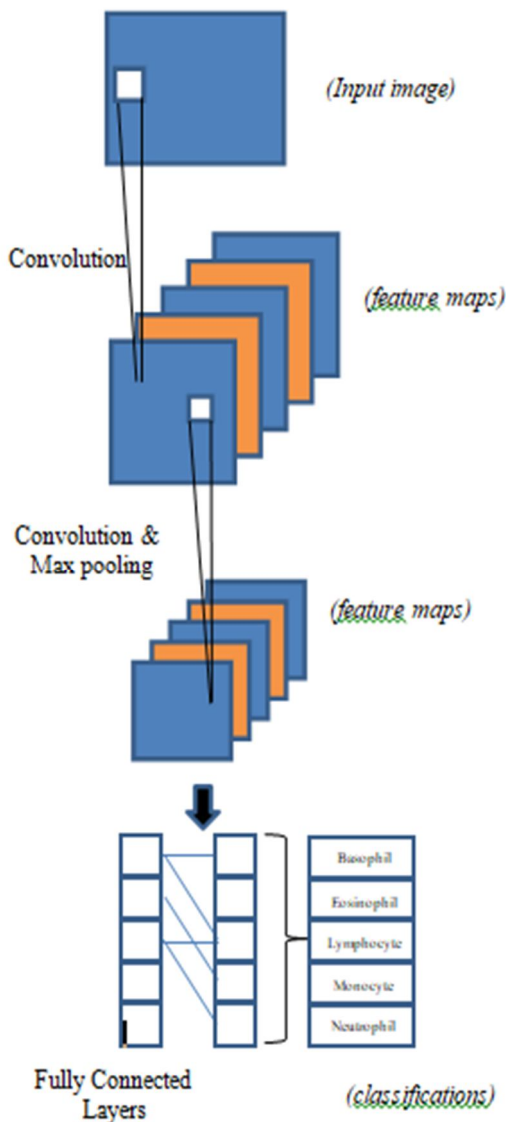 (Input image)
Convolution
(feature maps)
Convolution &
Max pooling
(feature maps)
Basophil
Eosinophil
Lymphocyte
Monocyte
Neutrophil
Fully Connected
Layers
(classifications)